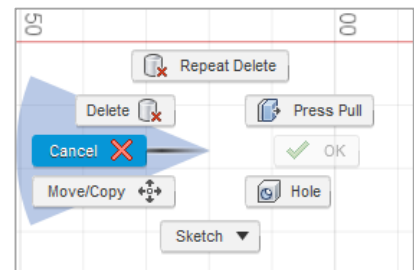 50
00
Repeat Delete
Delete
Press Pull
Cancel
OK
Move/Copy
Hole
Sketch